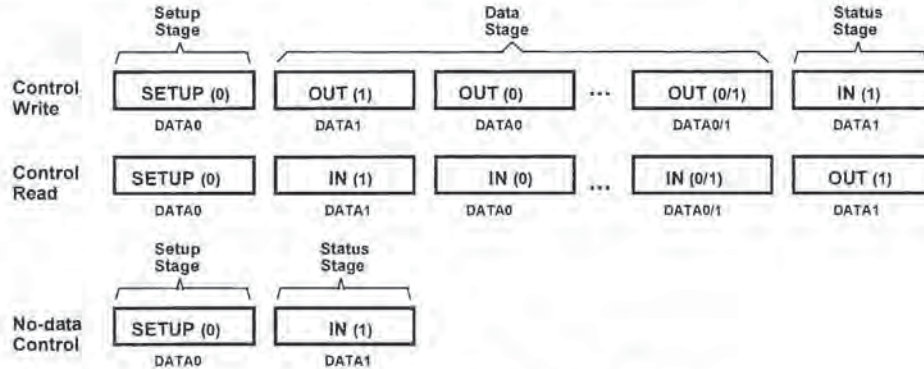 Setup
Stage
Data
Stage
Status
Stage
Control
Write
SETUP (0)
OUT (1)
OUT (0)
...
OUT (0/1)
IN (1)
DATA0
DATA1
DATA0
DATA0/1
DATA1
Control
Read
SETUP (0)
IN (1)
IN (0)
...
IN (0/1)
OUT (1)
DATA0
DATA1
DATA0
DATA0/1
DATA1
Setup
Stage
Status
Stage
No-data
Control
SETUP (0)
IN (1)
DATA0
DATA1